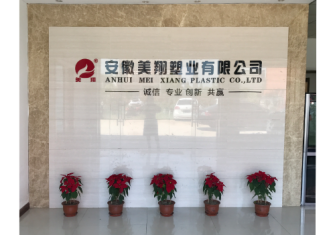 安徽美翔塑业有限公司
ANHUI MEI XIANG PLASTIC CO.,LTD
诚信 专业 创新 共赢